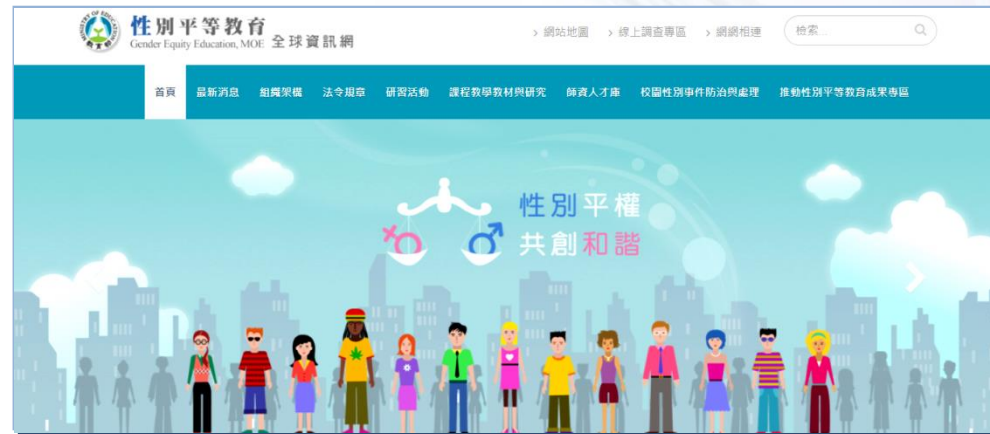 性別平等教育
Gender Equity Education, MOE 全球資訊網
> 網站地圖 > 線上調查專區 > 網網相連 檢索...
首頁 最新消息 組織架構 法令規章 研習活動 課程教學教材與研究 師資人才庫 校園性別事件防治與處理 推動性別平等教育成果專區
性別平權
共創和諧